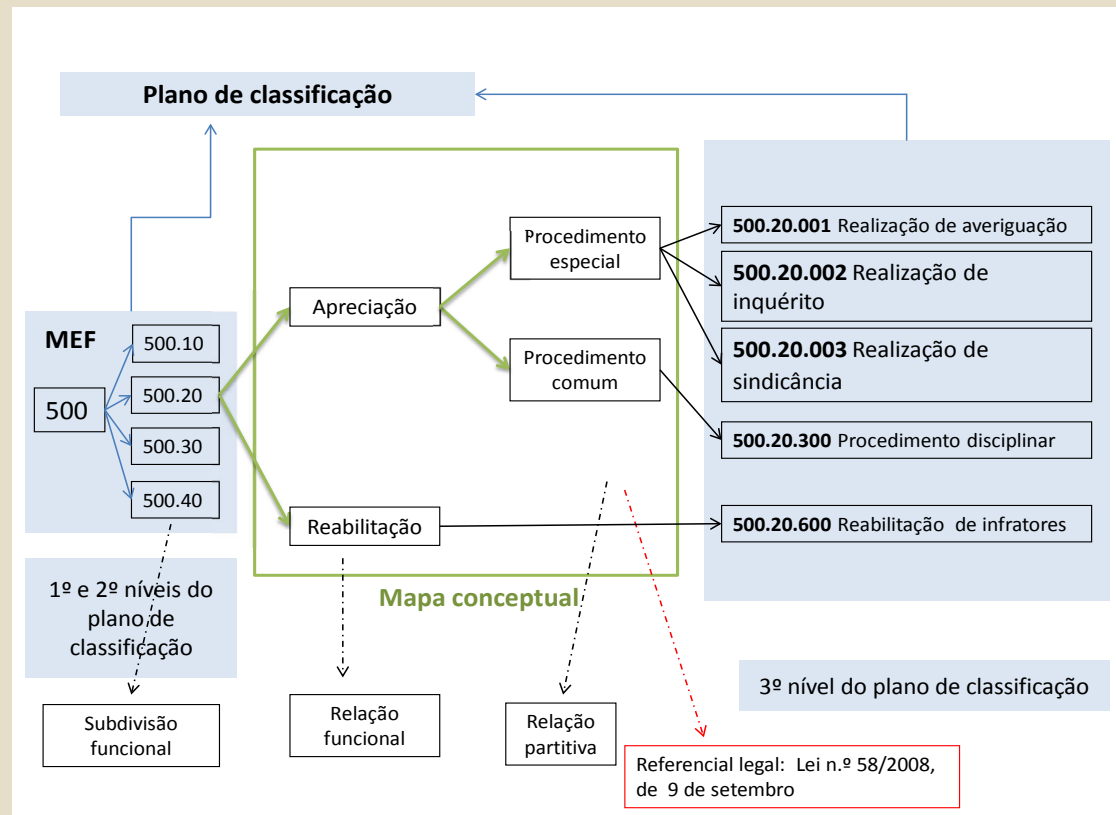 Plano de classificação
MEF
500
500.10
500.20
500.30
500.40
1º e 2º níveis do
plano de
classificação
Subdivisão
funcional
Apreciação
Reabilitação
Procedimento
especial
Procedimento
comum
Mapa conceptual
Relação
funcional
Relação
partitiva
Referencial legal: Lei n.º 58/2008,
de 9 de setembro
500.20.001 Realização de averiguação
500.20.002 Realização de
inquérito
500.20.003 Realização de
sindicância
500.20.300 Procedimento disciplinar
500.20.600 Reabilitação de infratores
3º nível do plano de classificação